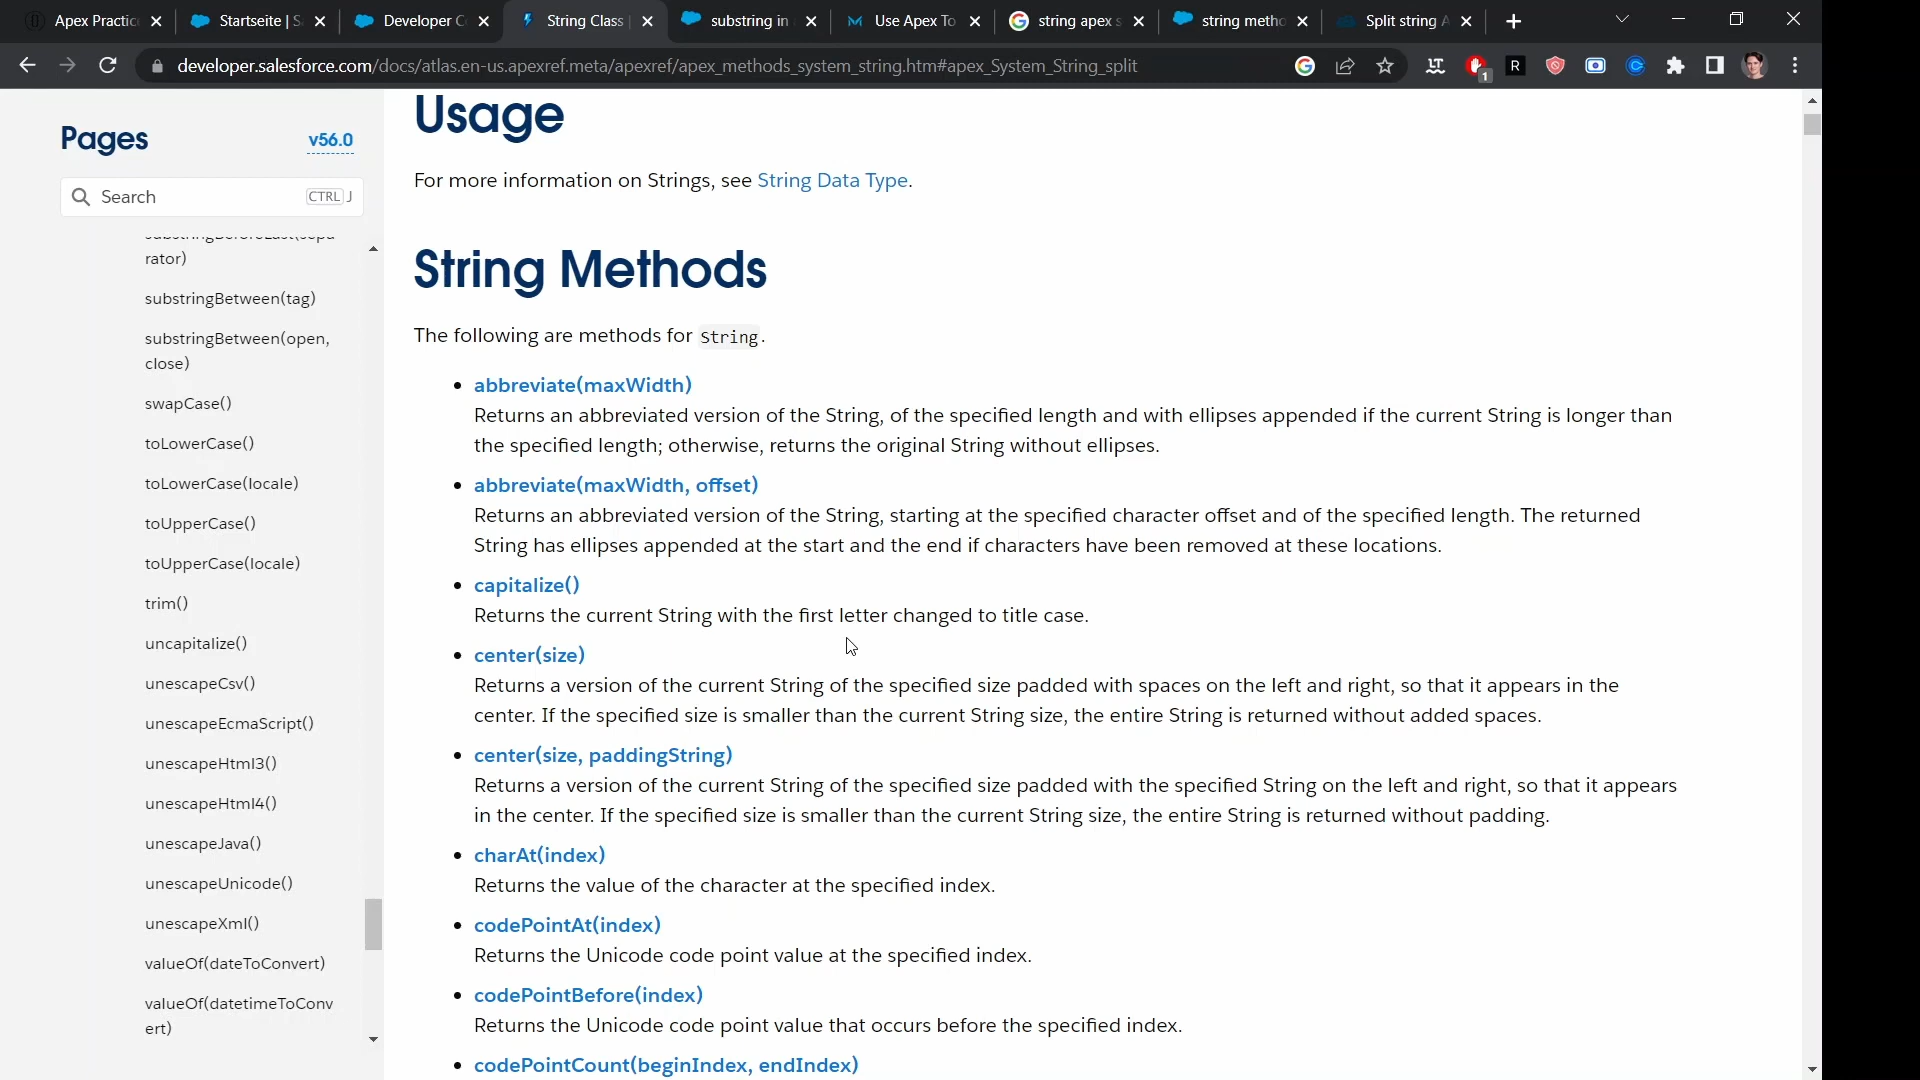 Apex Practic
Startseite | S
Developer C
String Class
substring in
Use Apex To
string apex s
string metho
Split string A
developer.salesforce.com/docs/atlas.en-us.apexref.meta/apexref/apex_methods_system_string.htm#apex_System_String_split
1
R
Pages
v56.0
Search
CTRL J
rator)
substringBetween(tag)
substringBetween(open,
close)
swapCase()
toLowerCase()
toLowerCase(locale)
toUpperCase()
toUpperCase(locale)
trim()
uncapitalize()
unescapeCsv()
unescapeEcmaScript()
unescapeHtml3()
unescapeHtml4()
unescapeJava()
unescapeUnicode()
unescapeXml()
valueOf(dateToConvert)
valueOf(datetimeToConv
ert)
Usage
For more information on Strings, see String Data Type.
String Methods
The following are methods for String.
• abbreviate(maxWidth)
Returns an abbreviated version of the String, of the specified length and with ellipses appended if the current String is longer than
the specified length; otherwise, returns the original String without ellipses.
• abbreviate(maxWidth, offset)
Returns an abbreviated version of the String, starting at the specified character offset and of the specified length. The returned
String has ellipses appended at the start and the end if characters have been removed at these locations.
• capitalize()
Returns the current String with the first letter changed to title case.
• center(size)
Returns a version of the current String of the specified size padded with spaces on the left and right, so that it appears in the
center. If the specified size is smaller than the current String size, the entire String is returned without added spaces.
• center(size, paddingString)
Returns a version of the current String of the specified size padded with the specified String on the left and right, so that it appears
in the center. If the specified size is smaller than the current String size, the entire String is returned without padding.
• charAt(index)
Returns the value of the character at the specified index.
• codePointAt(index)
Returns the Unicode code point value at the specified index.
• codePointBefore(index)
Returns the Unicode code point value that occurs before the specified index.
• codePointCount(beginIndex, endIndex)